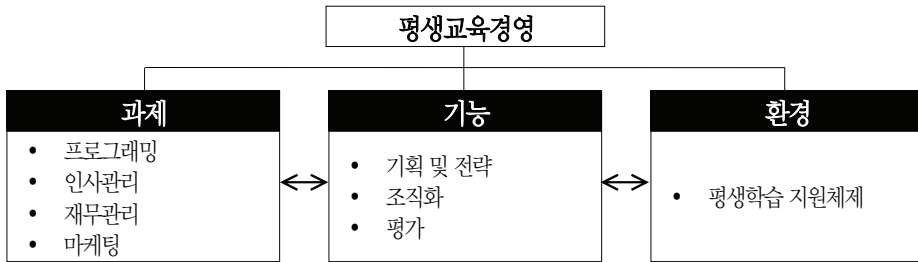 평생교육경영
과제
• 프로그래밍
• 인사관리
• 재무관리
• 마케팅
기능
• 기획 및 전략
• 조직화
• 평가
환경
• 평생학습 지원체제